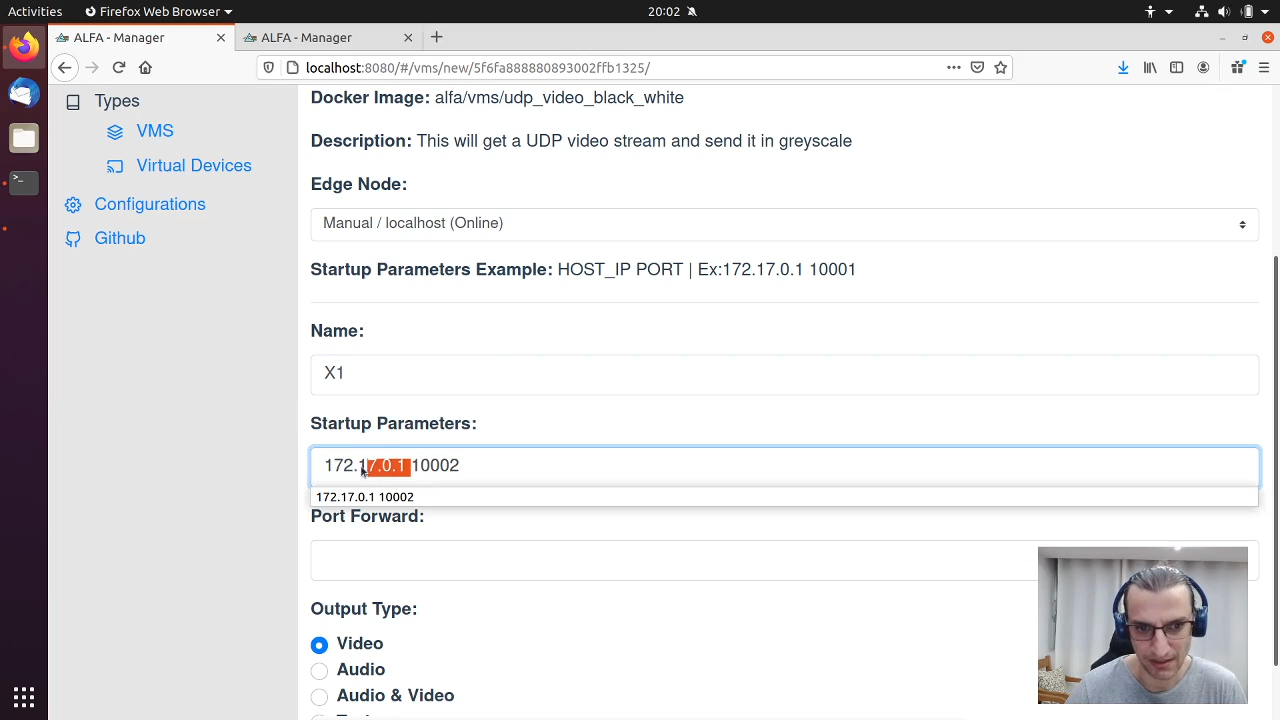 Activities Firefox Web Browser 20:02
ALFA - Manager ALFA - Manager
localhost:8080/#/vms/new/5f6fa888880893002ffb1325/
Types
VMS
Virtual Devices
Configurations
Github
Docker Image: alfa/vms/udp_video_black_white
Description: This will get a UDP video stream and send it in greyscale
Edge Node:
Manual / localhost (Online)
Startup Parameters Example: HOST_IP PORT | Ex:172.17.0.1 10001
Name:
X1
Startup Parameters:
172.17.0.1 10002
172.17.0.1 10002
Port Forward:
Output Type:
Video
Audio
Audio & Video